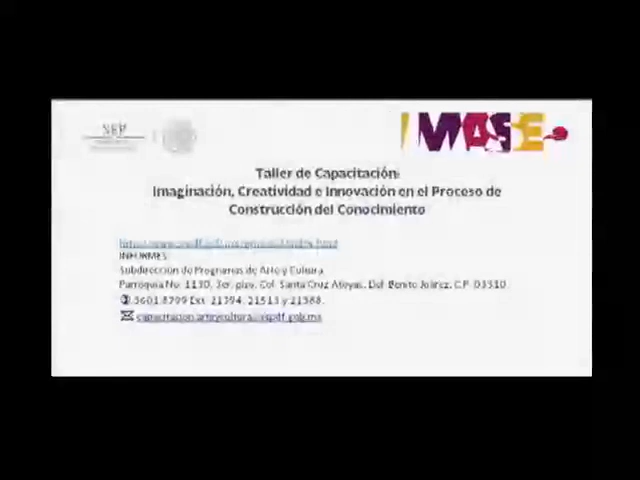 SEP
MASE
Taller de Capacitación:
Imaginación, Creatividad e Innovación en el Proceso de
Construcción del Conocimiento
INFORMES:
Subdirección de Programas de Arte y Cultura
Parroquia No. 1130, 3er. piso, Col. Santa Cruz Atoyac, Del. Benito Juárez, C.P. 03310
3601 8799 Ext. 21394, 21513 y 21388